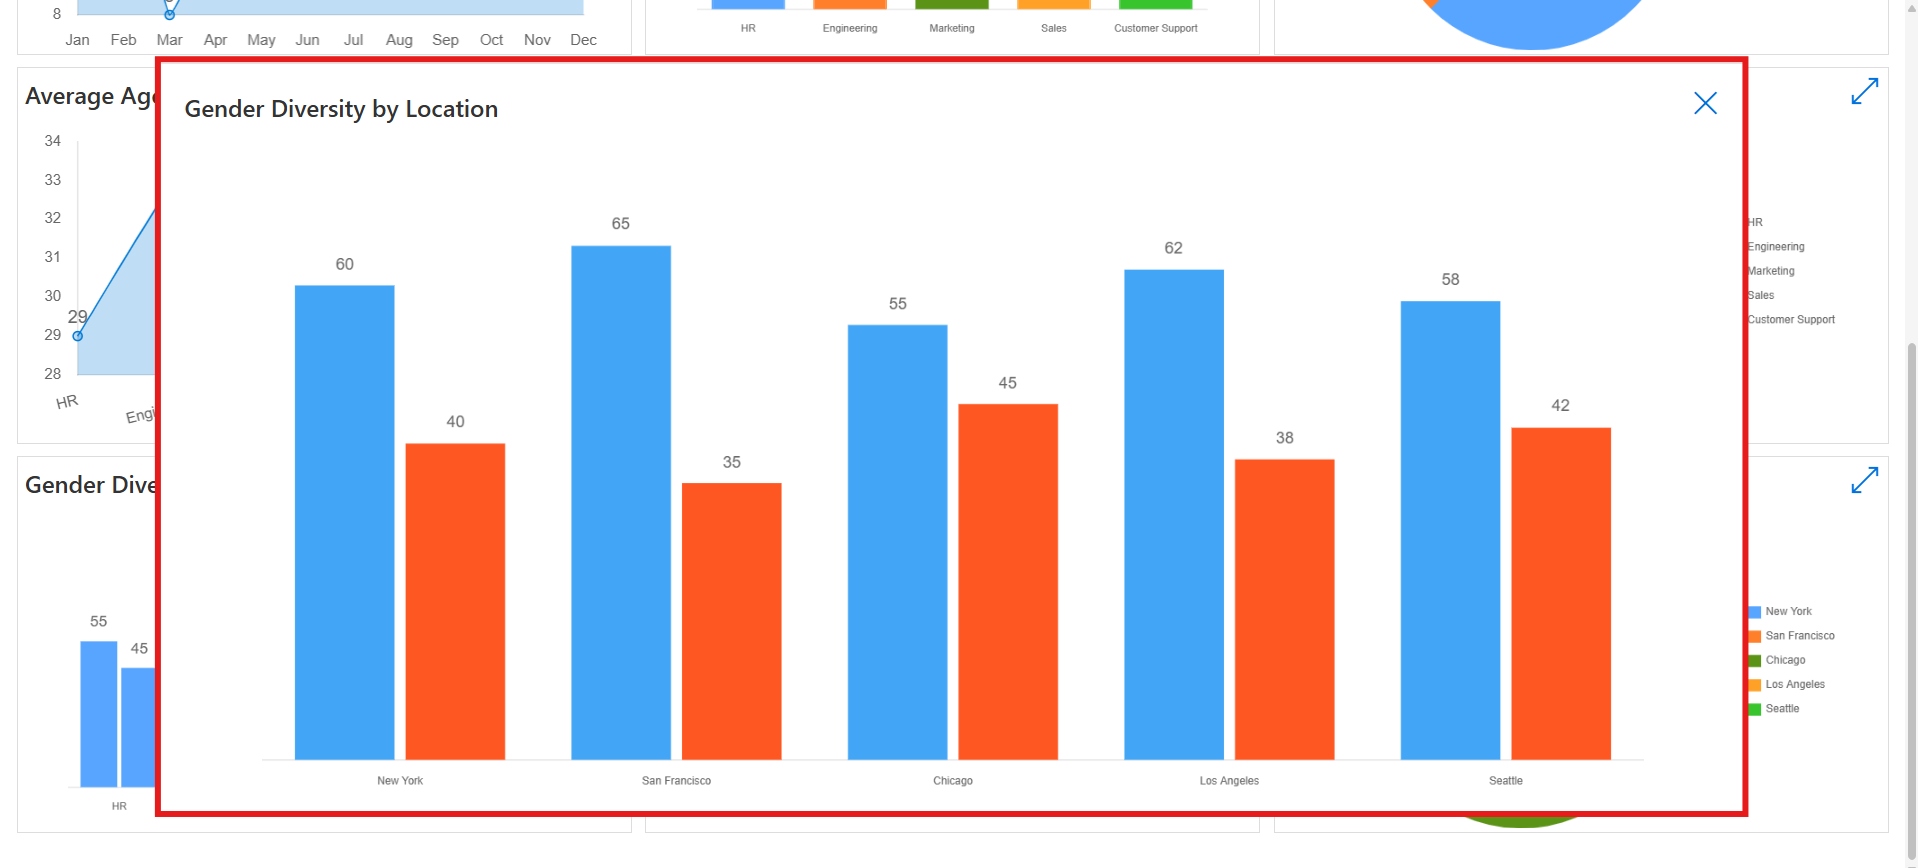 8
Jan Feb Mar Apr May Jun Jul Aug Sep Oct Nov Dec
HR Engineering Marketing Sales Customer Support
Average Age
34
33
32
31
30
29
28
29
HR
Engi
HR
Engineering
Marketing
Sales
Customer Support
Gender Diversity by Location
60 40 65 35 55 45 62 38 58 42
New York San Francisco Chicago Los Angeles Seattle
Gender Dive
55 45
HR
New York
San Francisco
Chicago
Los Angeles
Seattle